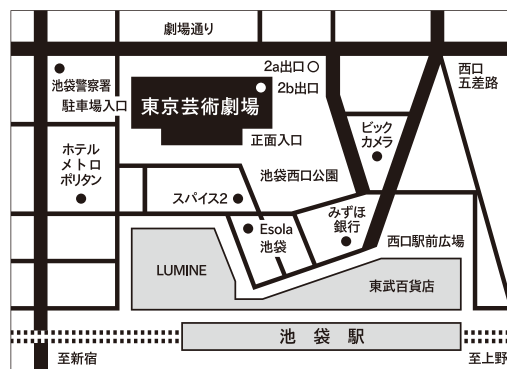 劇場通り
2a出口
西口
五差路
池袋警察署
駐車場入口
2b出口
東京芸術劇場
正面入口
ビック
カメラ
ホテル
メトロ
ポリタン
池袋西口公園
スパイス2
Esola
池袋
みずほ
銀行
西口駅前広場
LUMINE
東武百貨店
池袋駅
至新宿
至上野